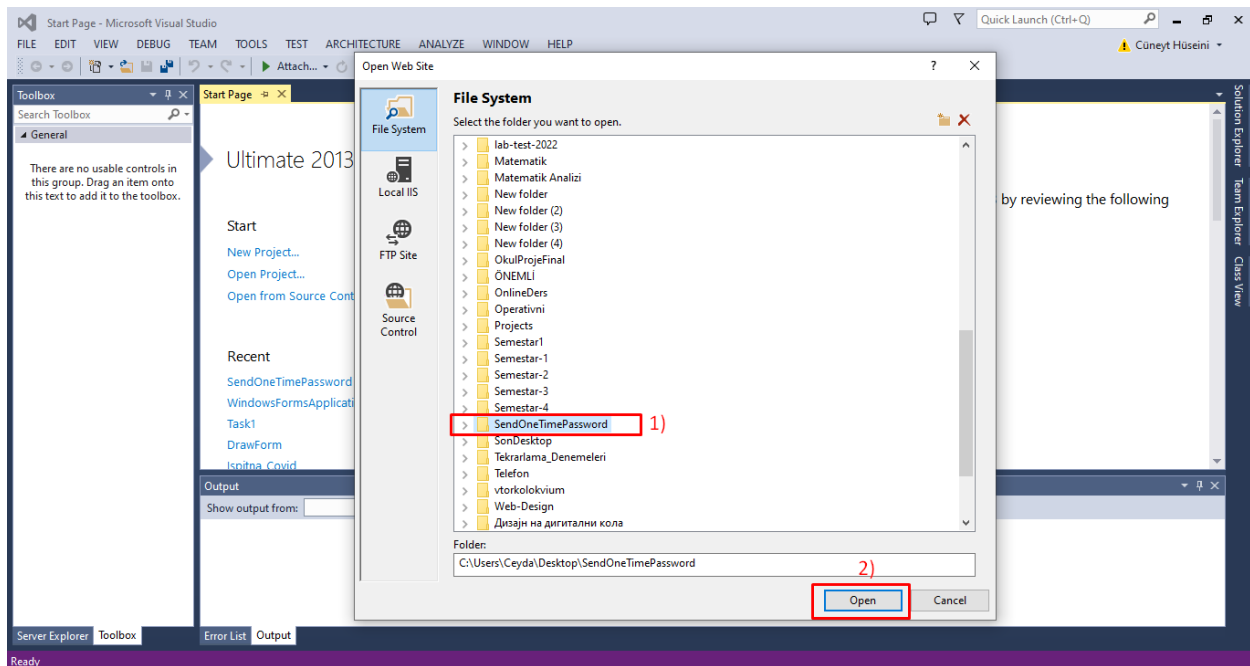 Start Page - Microsoft Visual Studio
Quick Launch (Ctrl+Q)
FILE EDIT VIEW DEBUG TEAM TOOLS TEST ARCHITECTURE ANALYZE WINDOW HELP
Cüneyt Hüseini
Attach...
Open Web Site
?
Toolbox
Search Toolbox
General
There are no usable controls in
this group. Drag an item onto
this text to add it to the toolbox.
Start Page
Ultimate 2013
Start
New Project...
Open Project...
Open from Source Cont
Recent
SendOneTimePassword
WindowsFormsApplicati
Task1
DrawForm
Ispitna_Covid
File System
Local IIS
FTP Site
Source
Control
File System
Select the folder you want to open.
lab-test-2022
Matematik
Matematik Analizi
New folder
New folder (2)
New folder (3)
New folder (4)
OkulProjeFinal
ÖNEMLİ
OnlineDers
Operativni
Projects
Semestar1
Semestar-1
Semestar-2
Semestar-3
Semestar-4
SendOneTimePassword
1)
SonDesktop
Tekrarlama_Denemeleri
Telefon
vtorkolokvium
Web-Design
Дизајн на дигитални кола
Folder:
C:\Users\Ceyda\Desktop\SendOneTimePassword
2)
Open
Cancel
by reviewing the following
Solution Explorer
Team Explorer
Class View
Output
Show output from:
Server Explorer
Toolbox
Error List
Output
Ready